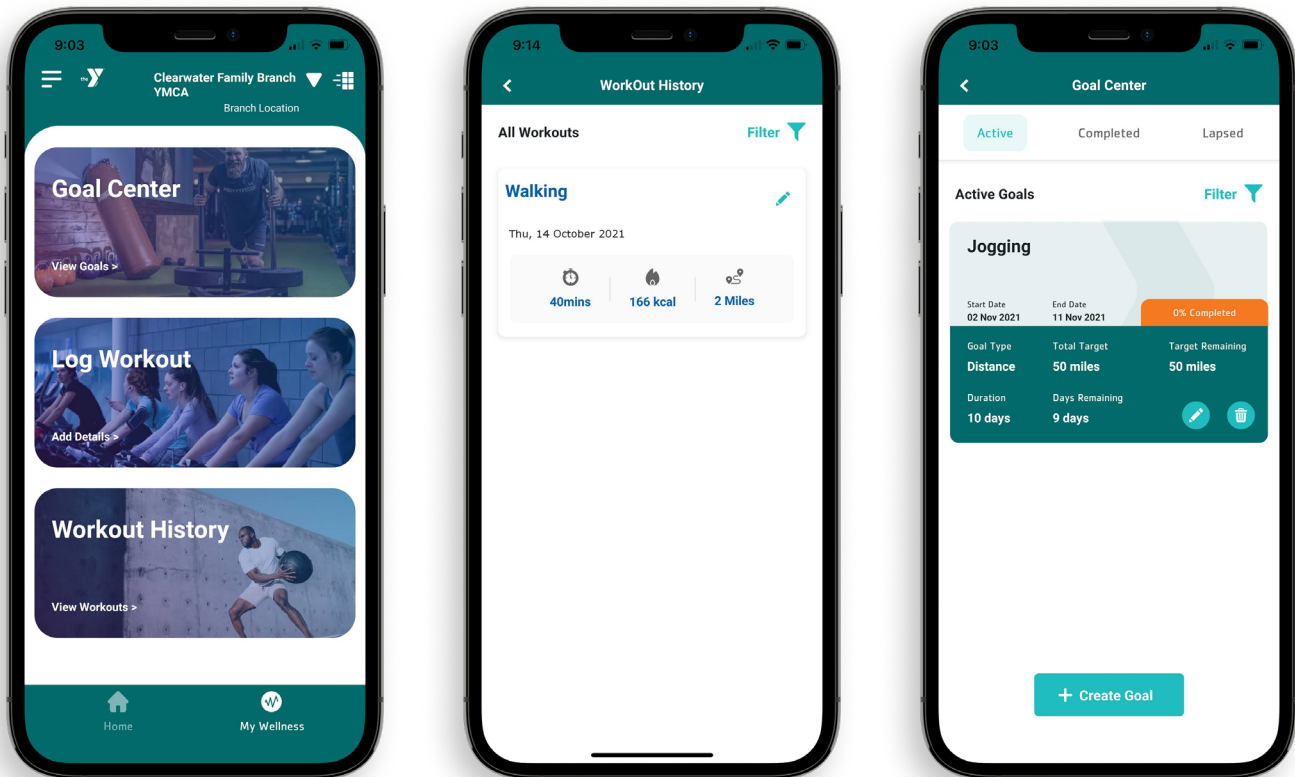 9:03
the Y
Clearwater Family Branch
YMCA
Branch Location
Goal Center
View Goals >
Log Workout
Add Details >
Workout History
View Workouts >
Home
My Wellness
9:14
WorkOut History
All Workouts
Filter
Walking
Thu, 14 October 2021
40mins
166 kcal
2 Miles
9:03
Goal Center
Active
Completed
Lapsed
Active Goals
Filter
Jogging
Start Date
End Date
02 Nov 2021
11 Nov 2021
0% Completed
Goal Type
Total Target
Target Remaining
Distance
50 miles
50 miles
Duration
Days Remaining
10 days
9 days
+ Create Goal